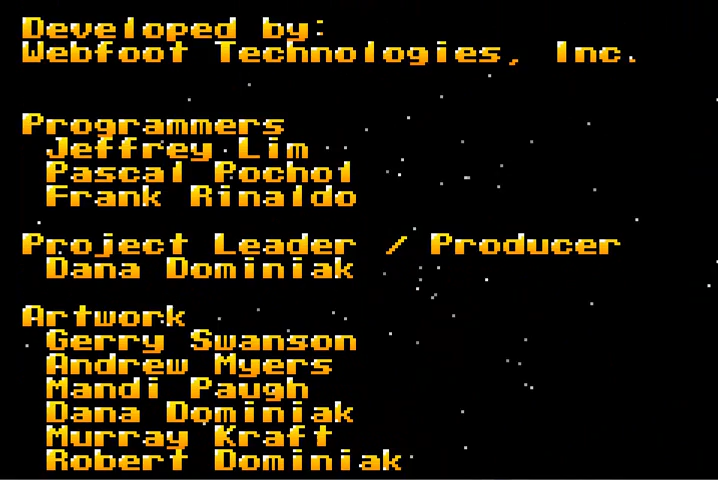 Developed by:
Webfoot Technologies, Inc.
Programmers
Jeffrey Lim
Pascal Pochol
Frank Rinaldo
Project Leader / Producer
Dana Dominiak
Artwork
Gerry Swanson
Andrew Myers
Mandi Paugh
Dana Dominiak
Murray Kraft
Robert Dominiak